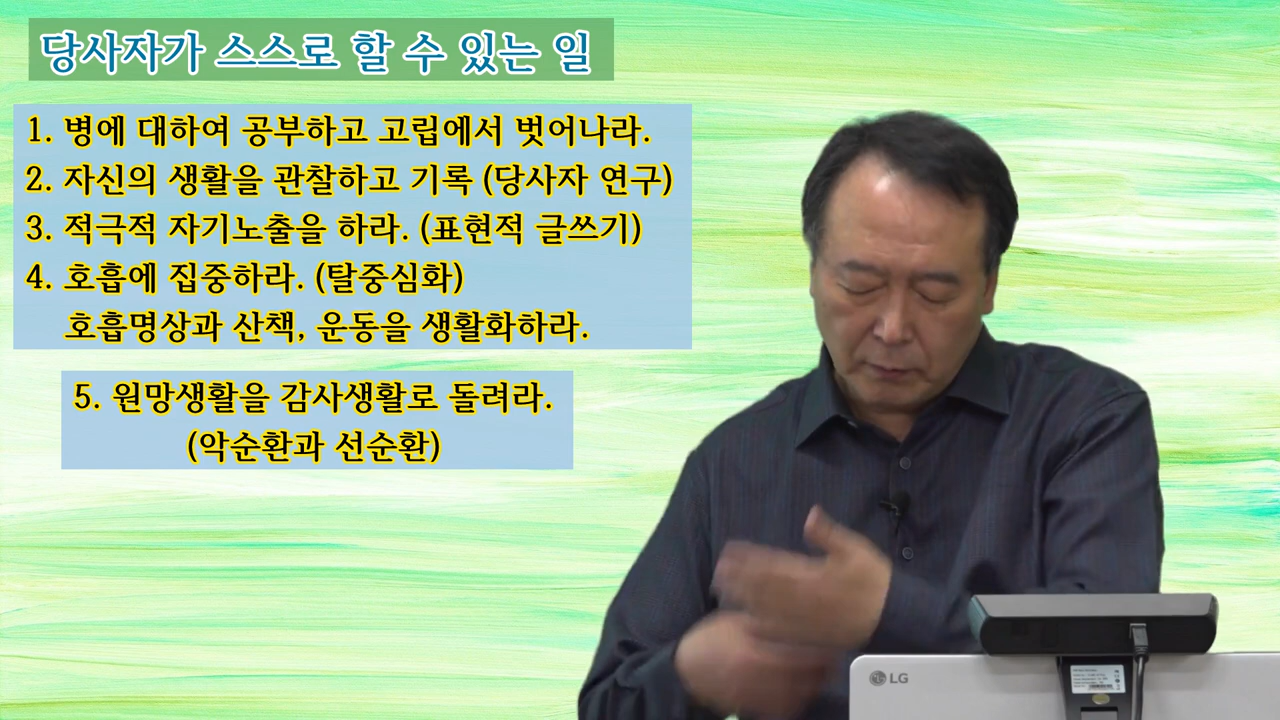 당사자가 스스로 할 수 있는 일
1. 병에 대하여 공부하고 고립에서 벗어나라.
2. 자신의 생활을 관찰하고 기록 (당사자 연구)
3. 적극적 자기노출을 하라. (표현적 글쓰기)
4. 호흡에 집중하라. (탈중심화)
호흡명상과 산책, 운동을 생활화하라.
5. 원망생활을 감사생활로 돌려라.
(악순환과 선순환)
LG